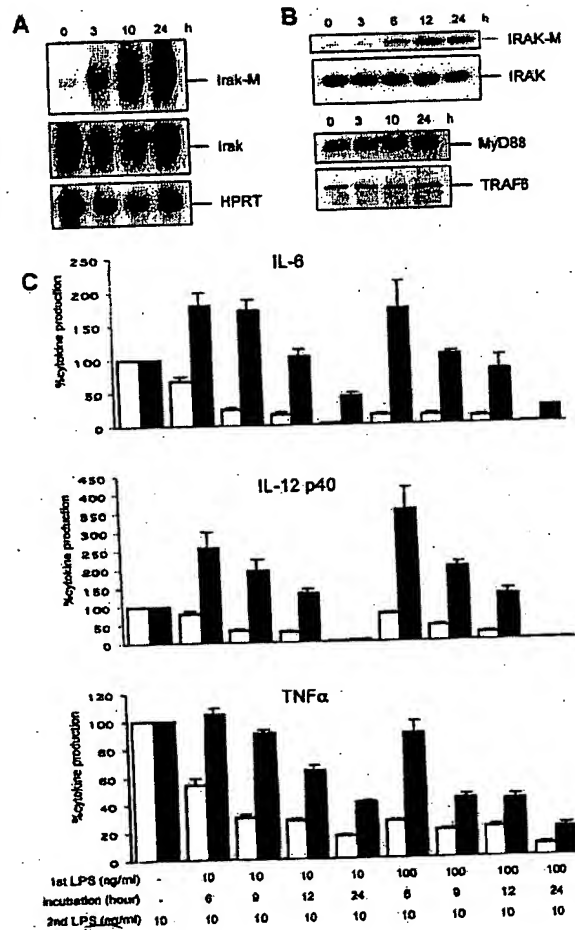 A
0 3 10 24 h
Irak-M
Irak
HPRT
B
0 3 6 12 24 h
IRAK-M
IRAK
0 3 10 24 h
MyD88
TRAF6
C
IL-6
%cytokine production
250
200
150
100
50
0
IL-12 p40
%cytokine production
450
400
350
300
250
200
150
100
50
0
TNFα
%cytokine production
120
100
80
60
40
20
0
1st LPS (ng/ml) - 10 10 10 10 100 100 100 100
incubation (hour) - 6 9 12 24 6 9 12 24
2nd LPS (ng/ml) 10 10 10 10 10 10 10 10 10